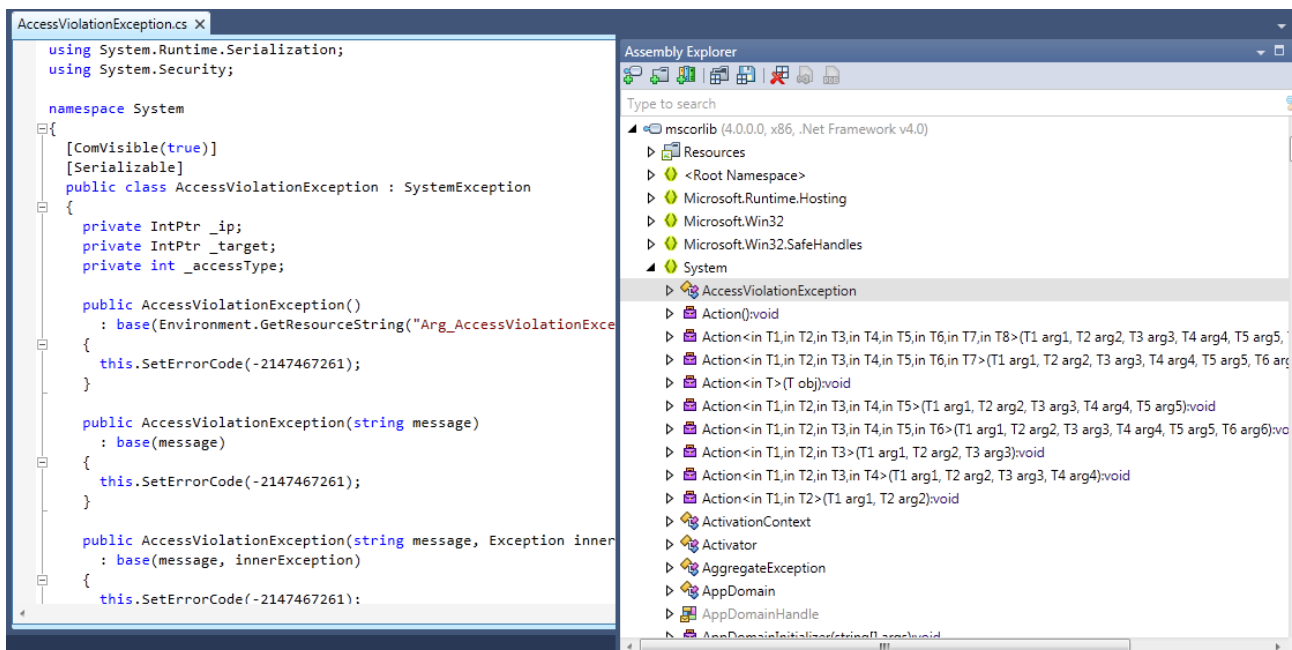 AccessViolationException.cs
using System.Runtime.Serialization;
using System.Security;
namespace System
{
[ComVisible(true)]
[Serializable]
public class AccessViolationException : SystemException
{
private IntPtr _ip;
private IntPtr _target;
private int _accessType;
public AccessViolationException()
: base(Environment.GetResourceString("Arg_AccessViolationExce
{
this.SetErrorCode(-2147467261);
}
public AccessViolationException(string message)
: base(message)
{
this.SetErrorCode(-2147467261);
}
public AccessViolationException(string message, Exception inner
: base(message, innerException)
{
this.SetErrorCode(-2147467261);
Assembly Explorer
Type to search
mscorlib (4.0.0.0, x86, .Net Framework v4.0)
Resources
<Root Namespace>
Microsoft.Runtime.Hosting
Microsoft.Win32
Microsoft.Win32.SafeHandles
System
AccessViolationException
Action():void
Action<in T1,in T2,in T3,in T4,in T5,in T6,in T7,in T8>(T1 arg1, T2 arg2, T3 arg3, T4 arg4, T5 arg5,
Action<in T1,in T2,in T3,in T4,in T5,in T6,in T7>(T1 arg1, T2 arg2, T3 arg3, T4 arg4, T5 arg5, T6 arg
Action<in T>(T obj):void
Action<in T1,in T2,in T3,in T4,in T5>(T1 arg1, T2 arg2, T3 arg3, T4 arg4, T5 arg5):void
Action<in T1,in T2,in T3,in T4,in T5,in T6>(T1 arg1, T2 arg2, T3 arg3, T4 arg4, T5 arg5, T6 arg6):vo
Action<in T1,in T2,in T3>(T1 arg1, T2 arg2, T3 arg3):void
Action<in T1,in T2,in T3,in T4>(T1 arg1, T2 arg2, T3 arg3, T4 arg4):void
Action<in T1,in T2>(T1 arg1, T2 arg2):void
ActivationContext
Activator
AggregateException
AppDomain
AppDomainHandle
AppDomainInitializer(string[] args):void